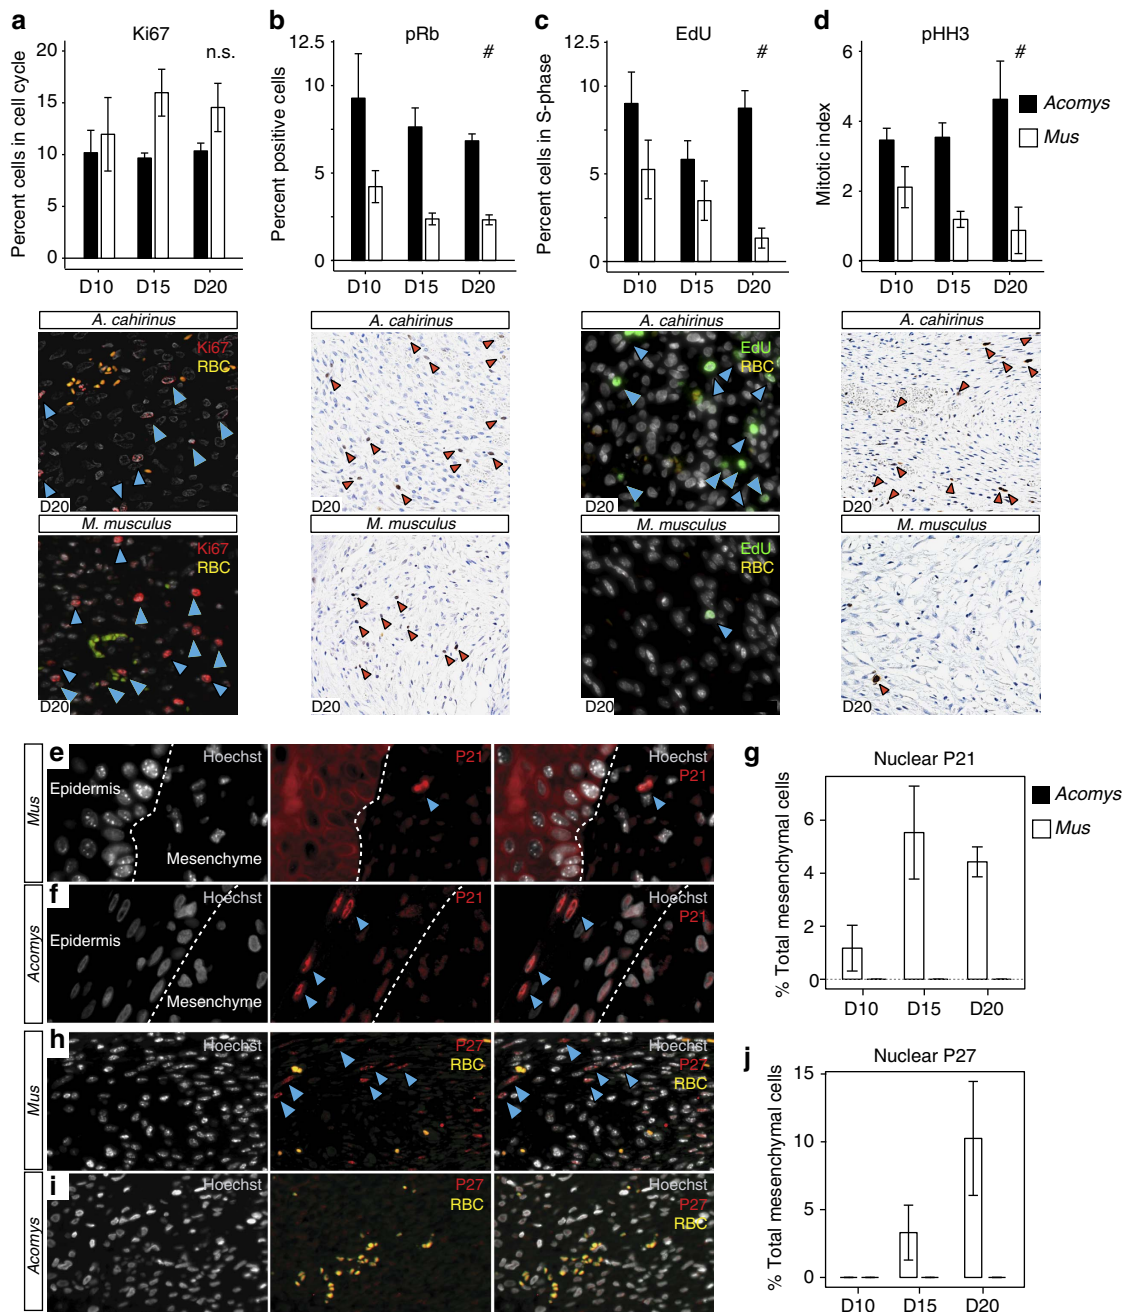 a
Ki67
n.s.
Percent cells in cell cycle
20
15
10
5
0
D10 D15 D20
b
pRb
#
Percent positive cells
12.5
10
5
0
D10 D15 D20
c
EdU
#
Percent cells in S-phase
12.5
10
5
0
D10 D15 D20
d
pHH3
#
Mitotic index
6
4
2
0
D10 D15 D20
Acomys
Mus
A. cahirinus
Ki67
RBC
D20
M. musculus
Ki67
RBC
D20
A. cahirinus
D20
M. musculus
D20
A. cahirinus
EdU
RBC
D20
M. musculus
EdU
RBC
D20
A. cahirinus
D20
M. musculus
D20
Mus
e
Hoechst
Epidermis
Mesenchyme
P21
Hoechst
P21
Acomys
f
Hoechst
Epidermis
Mesenchyme
P21
Hoechst
P21
g
Nuclear P21
% Total mesenchymal cells
6
4
2
0
D10 D15 D20
Acomys
Mus
Mus
h
Hoechst
P27
RBC
Hoechst
P27
RBC
Acomys
i
Hoechst
P27
RBC
Hoechst
P27
RBC
j
Nuclear P27
% Total mesenchymal cells
15
10
5
0
D10 D15 D20